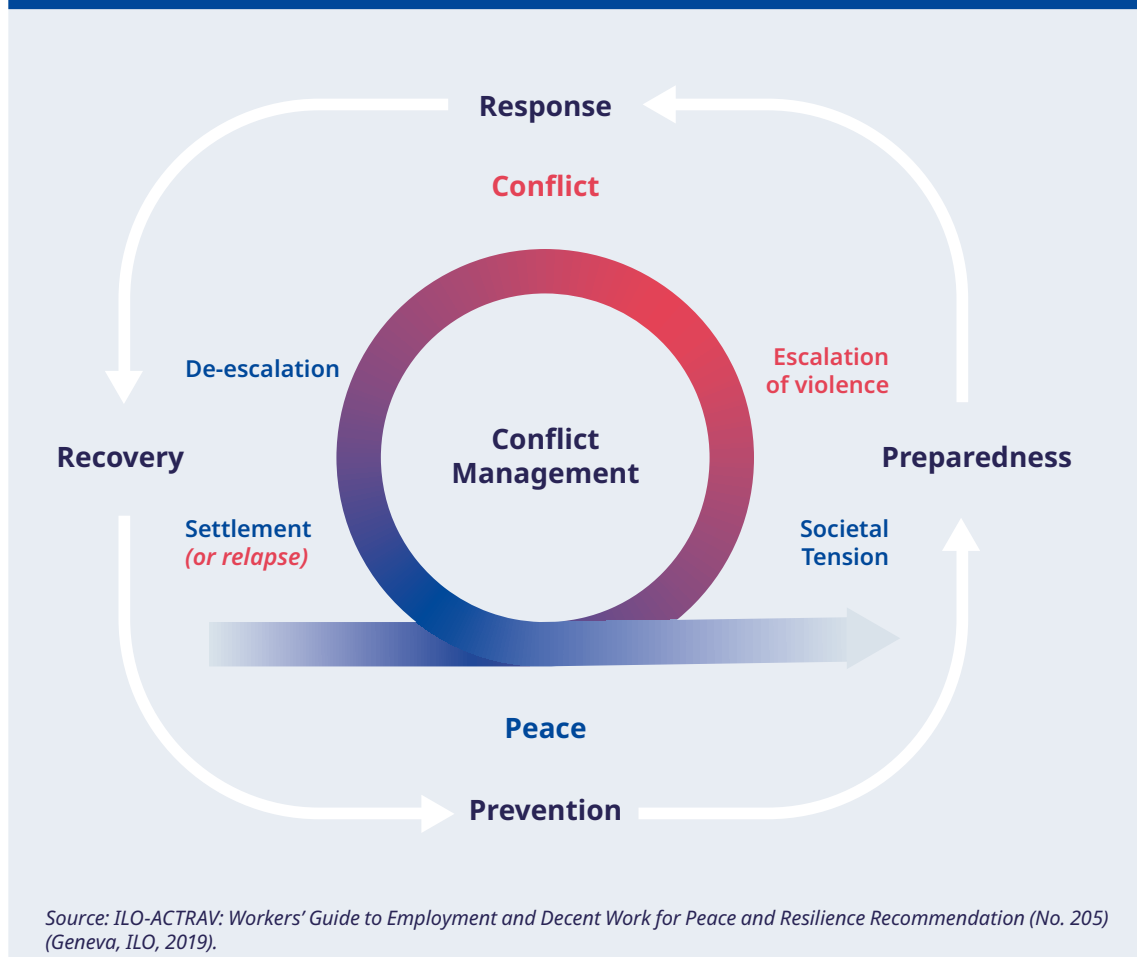 Response
Conflict
De-escalation
Escalation
of violence
Conflict
Management
Recovery
Preparedness
Settlement
(or relapse)
Societal
Tension
Peace
Prevention
Source: ILO-ACTRAV: Workers’ Guide to Employment and Decent Work for Peace and Resilience Recommendation (No. 205)
(Geneva, ILO, 2019).